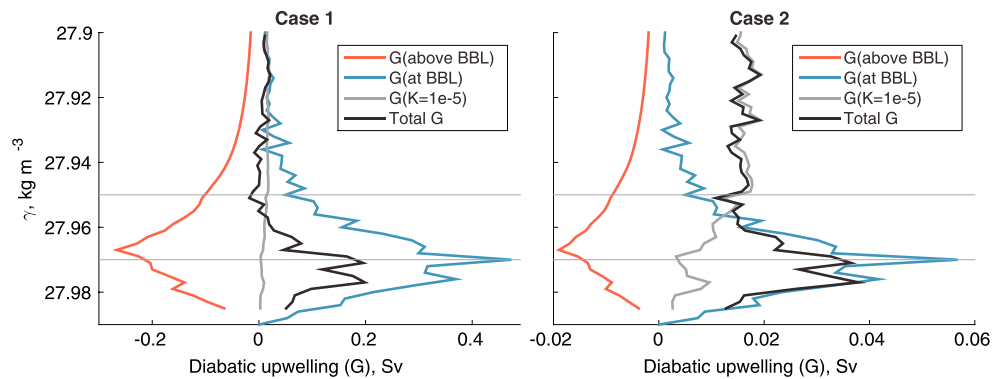 Case 1
Case 2
27.9
27.92
27.94
27.96
27.98
γ, kg m⁻³
G(above BBL)
G(at BBL)
G(K=1e-5)
Total G
G(above BBL)
G(at BBL)
G(K=1e-5)
Total G
-0.2 0 0.2 0.4
-0.02 0 0.02 0.04 0.06
Diabatic upwelling (G), Sv
Diabatic upwelling (G), Sv